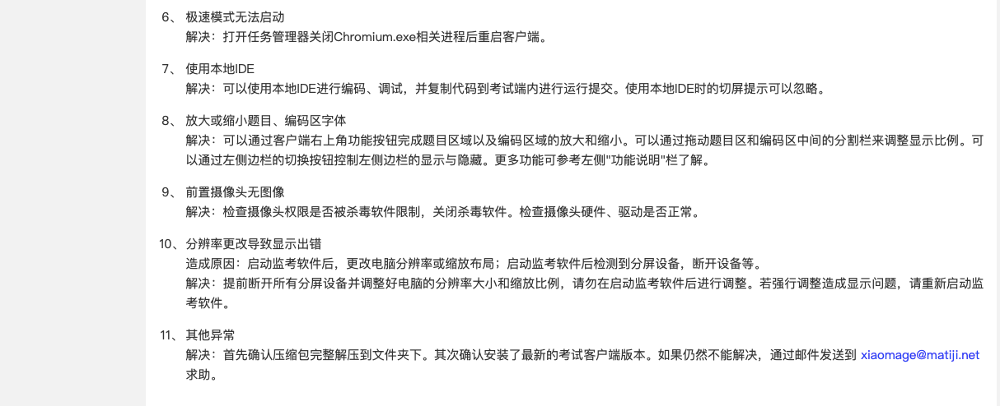 6、 极速模式无法启动
解决：打开任务管理器关闭Chromium.exe相关进程后重启客户端。
7、 使用本地IDE
解决：可以使用本地IDE进行编码、调试，并复制代码到考试端内进行运行提交。使用本地IDE时的切屏提示可以忽略。
8、 放大或缩小题目、编码区字体
解决：可以通过客户端右上角功能按钮完成题目区域以及编码区域的放大和缩小。可以通过拖动题目区和编码区中间的分割栏来调整显示比例。可
以通过左侧边栏的切换按钮控制左侧边栏的显示与隐藏。更多功能可参考左侧"功能说明"栏了解。
9、 前置摄像头无图像
解决：检查摄像头权限是否被杀毒软件限制，关闭杀毒软件。检查摄像头硬件、驱动是否正常。
10、 分辨率更改导致显示出错
造成原因：启动监考软件后，更改电脑分辨率或缩放布局；启动监考软件后检测到分屏设备，断开设备等。
解决：提前断开所有分屏设备并调整好电脑的分辨率大小和缩放比例，请勿在启动监考软件后进行调整。若强行调整造成显示问题，请重新启动监
考软件。
11、 其他异常
解决：首先确认压缩包完整解压到文件夹下。其次确认安装了最新的考试客户端版本。如果仍然不能解决，通过邮件发送到 xiaomage@matiji.net
求助。